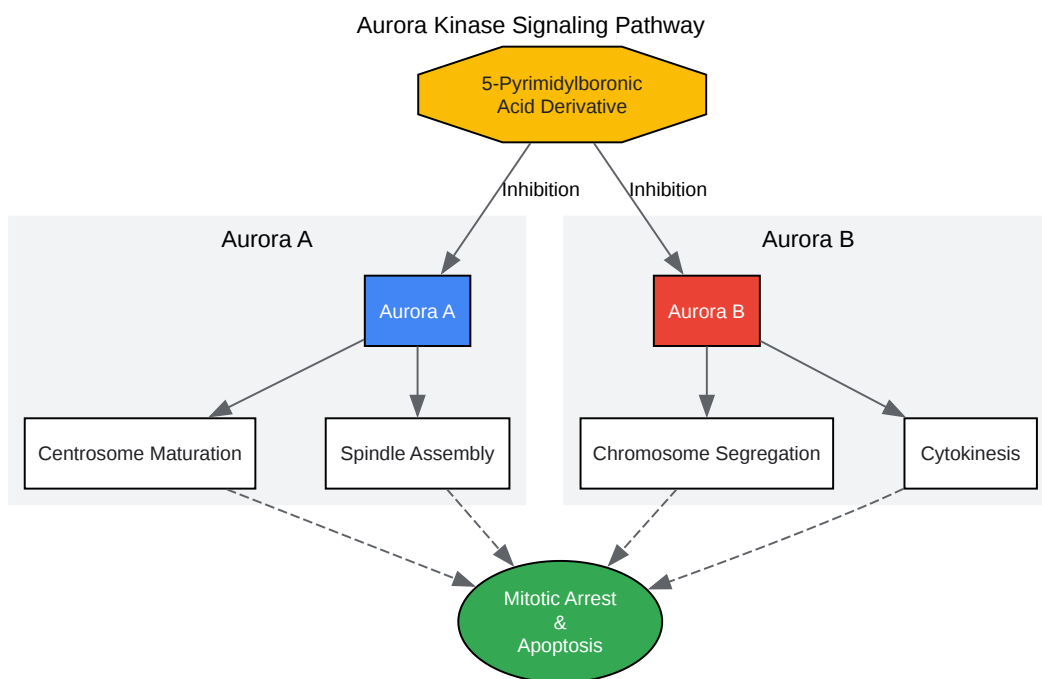 Aurora Kinase Signaling Pathway
5-Pyrimidylboronic
Acid Derivative
Inhibition
Inhibition
Aurora A
Aurora B
Aurora A
Aurora B
Centrosome Maturation
Spindle Assembly
Chromosome Segregation
Cytokinesis
Mitotic Arrest
&
Apoptosis